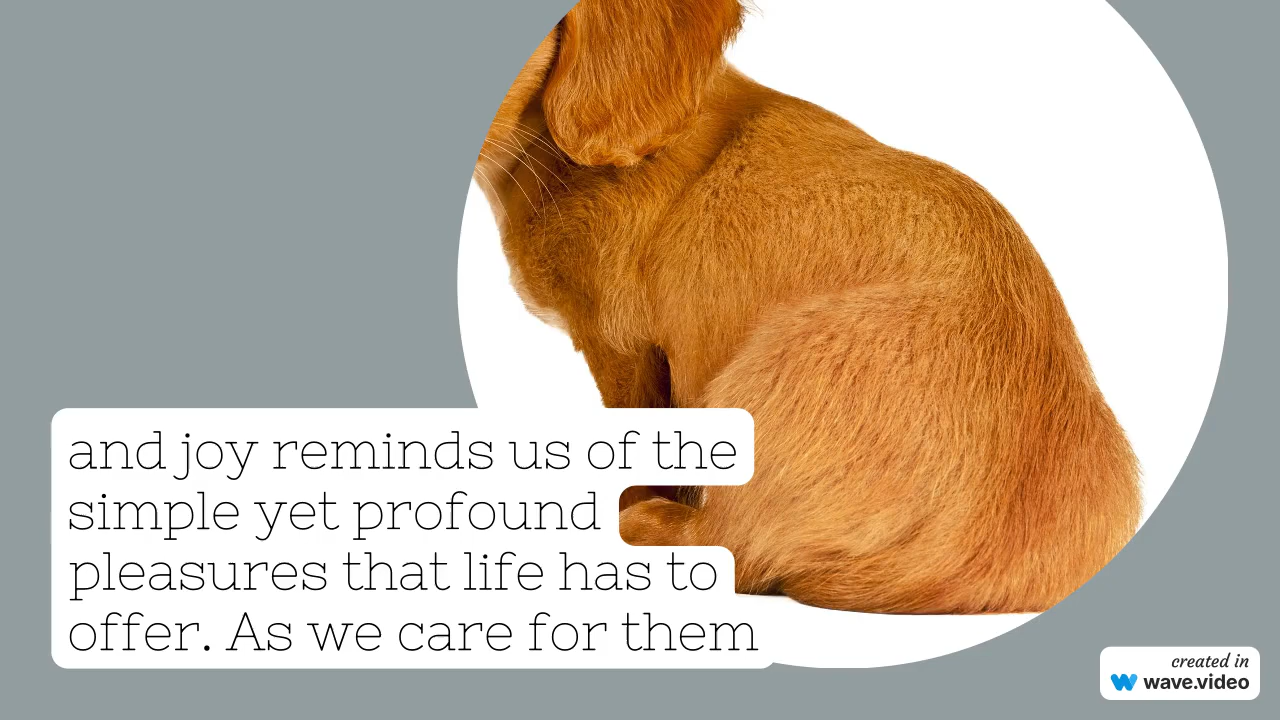 and joy reminds us of the
simple yet profound
pleasures that life has to
offer. As we care for them
created in
wave.video